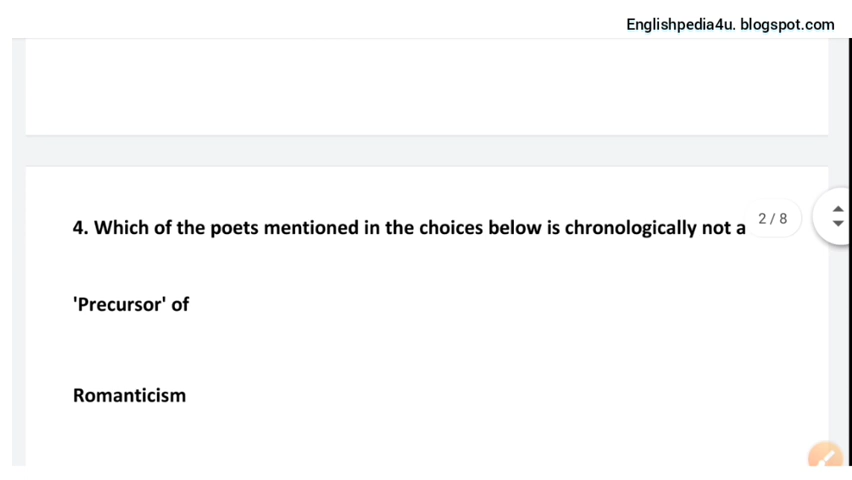 Englishpedia4u. blogspot.com
4. Which of the poets mentioned in the choices below is chronologically not a
2 / 8
'Precursor' of
Romanticism